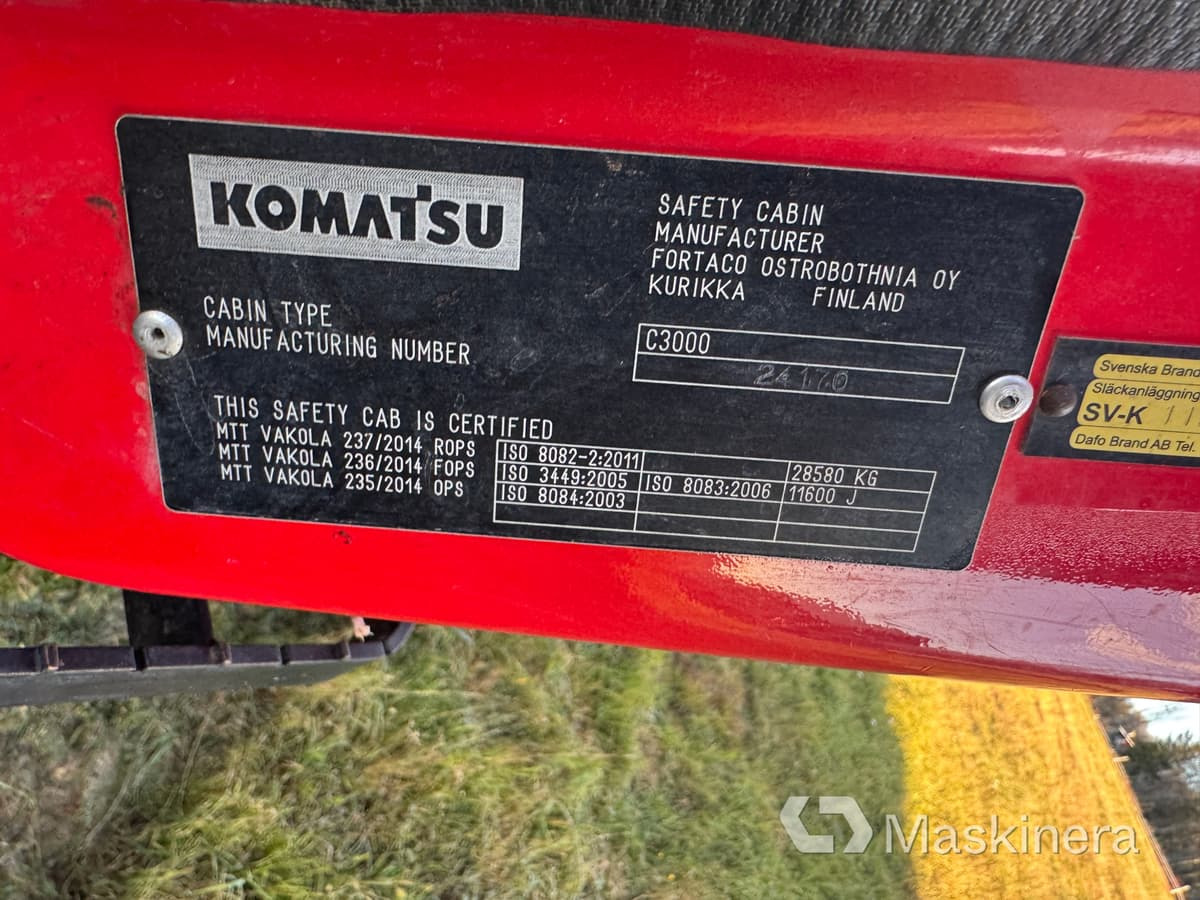 KOMATSU
SAFETY CABIN
MANUFACTURER
FORTACO OSTROBOTHNIA OY
KURIKKA FINLAND
CABIN TYPE C3000
MANUFACTURING NUMBER 24170
THIS SAFETY CAB IS CERTIFIED
MTT VAKOLA 237/2014 ROPS ISO 8082-2:2011 28580 KG
MTT VAKOLA 236/2014 FOPS ISO 3449:2005 ISO 8083:2006 11600 J
MTT VAKOLA 235/2014 OPS ISO 8084:2003
Svenska Brand
Släckanläggning
SV-K
Dafo Brand AB Tel.
Maskinera